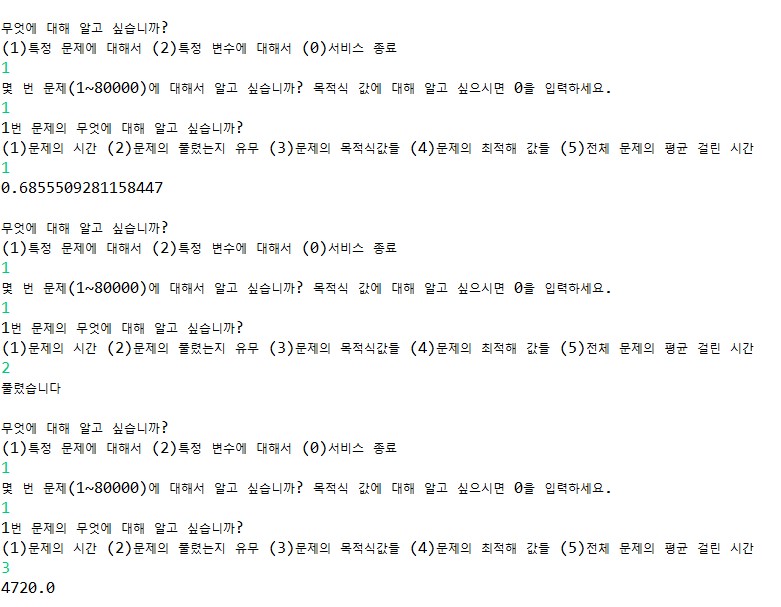 무엇에 대해 알고 싶습니까?
(1)특정 문제에 대해서 (2)특정 변수에 대해서 (0)서비스 종료
1
몇 번 문제(1~80000)에 대해서 알고 싶습니까? 목적식 값에 대해 알고 싶으시면 0을 입력하세요.
1
1번 문제의 무엇에 대해 알고 싶습니까?
(1)문제의 시간 (2)문제의 풀렸는지 유무 (3)문제의 목적식값들 (4)문제의 최적해 값들 (5)전체 문제의 평균 걸린 시간
1
0.6855509281158447
무엇에 대해 알고 싶습니까?
(1)특정 문제에 대해서 (2)특정 변수에 대해서 (0)서비스 종료
1
몇 번 문제(1~80000)에 대해서 알고 싶습니까? 목적식 값에 대해 알고 싶으시면 0을 입력하세요.
1
1번 문제의 무엇에 대해 알고 싶습니까?
(1)문제의 시간 (2)문제의 풀렸는지 유무 (3)문제의 목적식값들 (4)문제의 최적해 값들 (5)전체 문제의 평균 걸린 시간
2
풀렸습니다
무엇에 대해 알고 싶습니까?
(1)특정 문제에 대해서 (2)특정 변수에 대해서 (0)서비스 종료
1
몇 번 문제(1~80000)에 대해서 알고 싶습니까? 목적식 값에 대해 알고 싶으시면 0을 입력하세요.
1
1번 문제의 무엇에 대해 알고 싶습니까?
(1)문제의 시간 (2)문제의 풀렸는지 유무 (3)문제의 목적식값들 (4)문제의 최적해 값들 (5)전체 문제의 평균 걸린 시간
3
4720.0